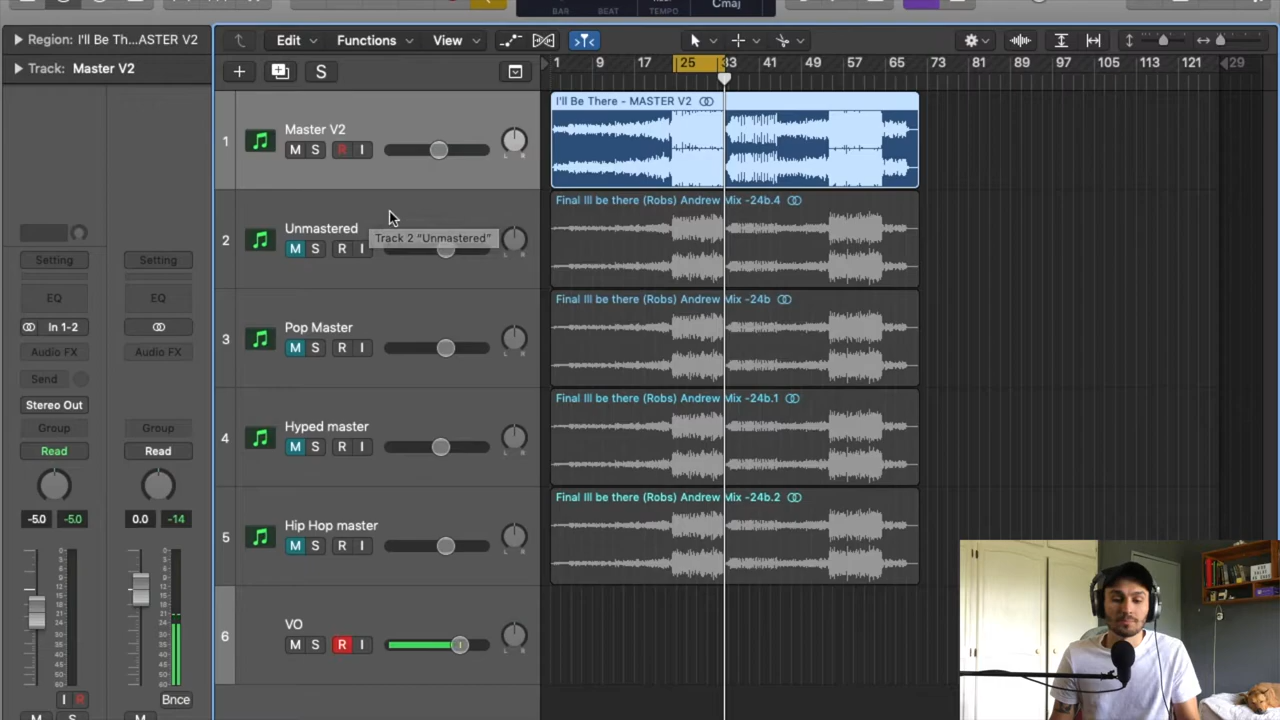 Cmaj
BAR BEAT TEMPO
Region: I'll Be Th...ASTER V2
Track: Master V2
Edit Functions View
S
1 9 17 25 33 41 49 57 65 73 81 89 97 105 113 121 29
1 Master V2
M S R I
L R
I'll Be There - MASTER V2
2 Unmastered
Track 2 "Unmastered"
M S R I
L R
Final Ill be there (Robs) Andrew Mix -24b.4
3 Pop Master
M S R I
L R
Final Ill be there (Robs) Andrew Mix -24b
4 Hyped master
M S R I
L R
Final Ill be there (Robs) Andrew Mix -24b.1
5 Hip Hop master
M S R I
L R
Final Ill be there (Robs) Andrew Mix -24b.2
6 VO
M S R I
L R
Setting Setting
EQ EQ
In 1-2
Audio FX Audio FX
Send
Stereo Out
Group Group
Read Read
-5.0 -5.0 0.0 -14
I R Bnce
M S M